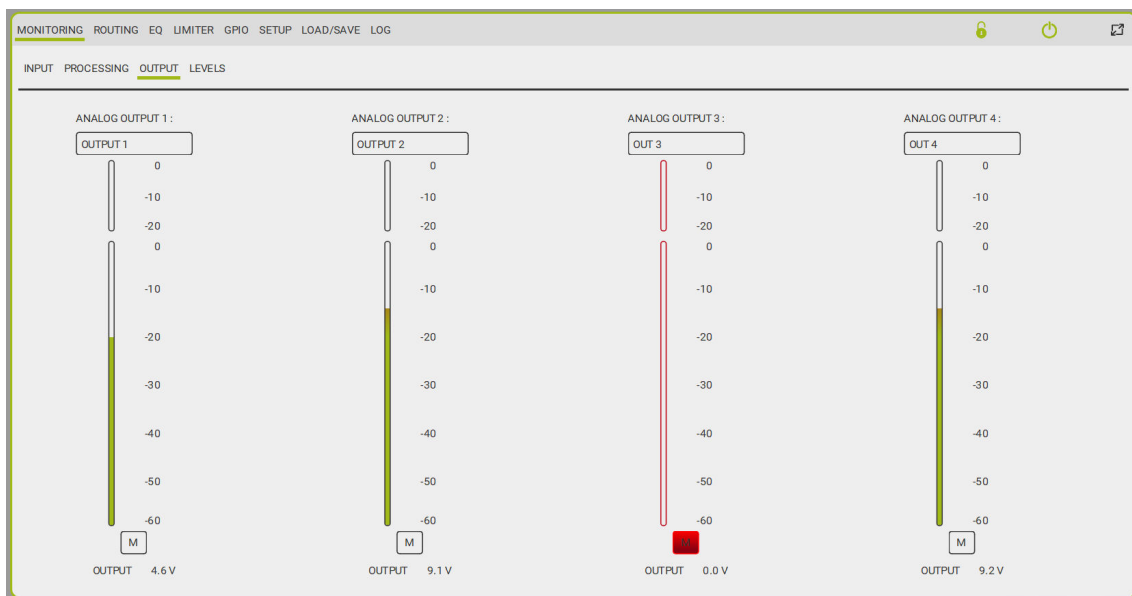 MONITORING ROUTING EQ LIMITER GPIO SETUP LOAD/SAVE LOG
INPUT PROCESSING OUTPUT LEVELS
ANALOG OUTPUT 1 : ANALOG OUTPUT 2 : ANALOG OUTPUT 3 : ANALOG OUTPUT 4 :
OUTPUT 1 OUTPUT 2 OUT 3 OUT 4
0 0 0 0
-10 -10 -10 -10
-20 -20 -20 -20
0 0 0 0
-10 -10 -10 -10
-20 -20 -20 -20
-30 -30 -30 -30
-40 -40 -40 -40
-50 -50 -50 -50
-60 -60 -60 -60
M M M M
OUTPUT 4.6 V OUTPUT 9.1 V OUTPUT 0.0 V OUTPUT 9.2 V